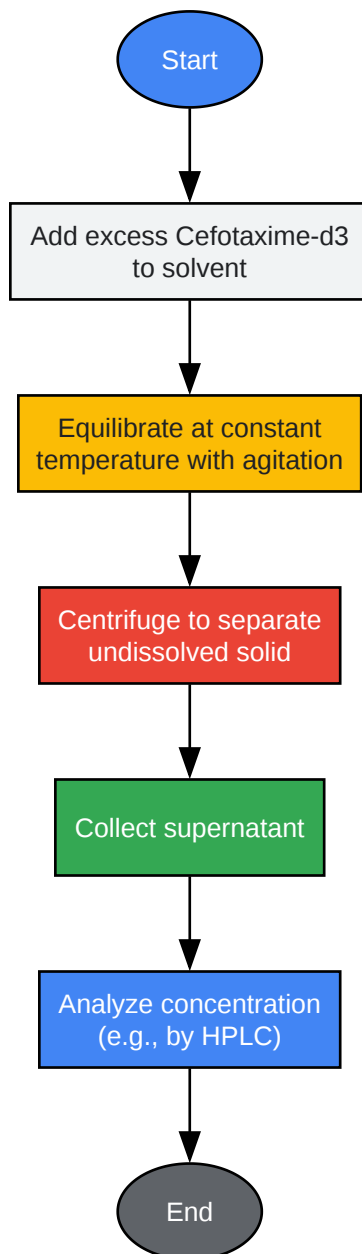 Start
Add excess Cefotaxime-d3
to solvent
Equilibrate at constant
temperature with agitation
Centrifuge to separate
undissolved solid
Collect supernatant
Analyze concentration
(e.g., by HPLC)
End